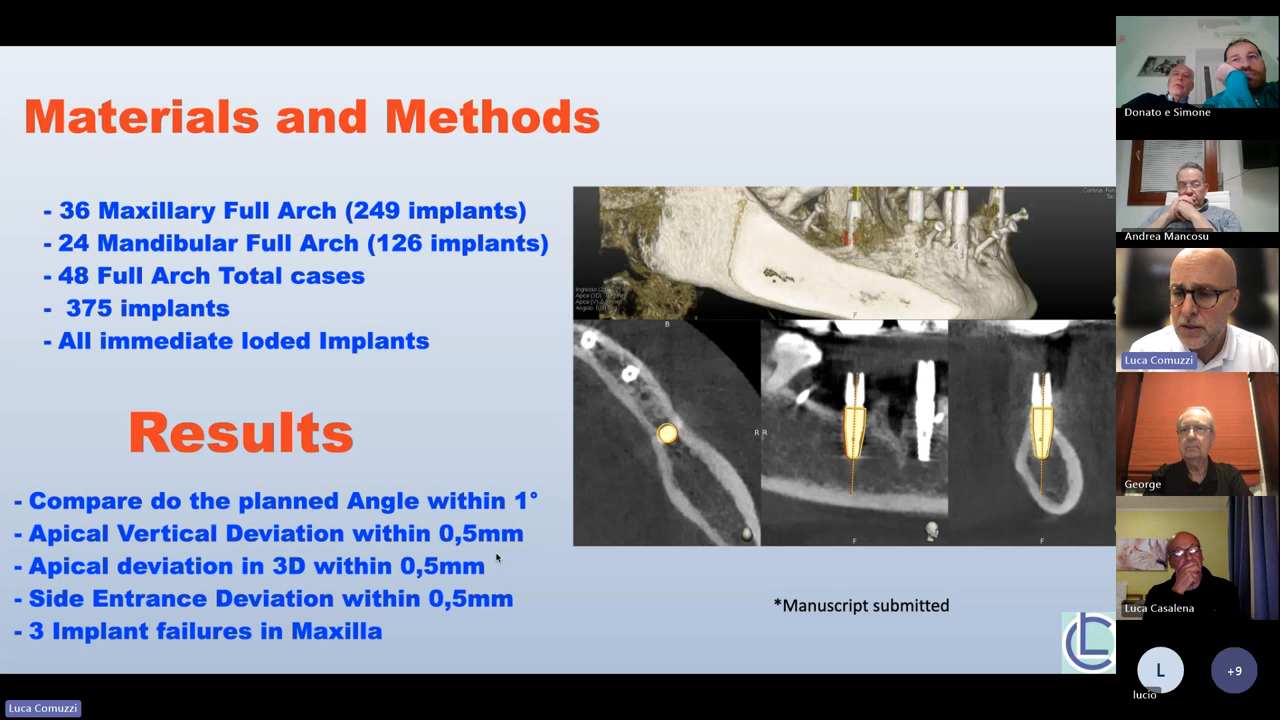 Materials and Methods
- 36 Maxillary Full Arch (249 implants)
- 24 Mandibular Full Arch (126 implants)
- 48 Full Arch Total cases
- 375 implants
- All immediate loded Implants
Results
- Compare do the planned Angle within 1°
- Apical Vertical Deviation within 0,5mm
- Apical deviation in 3D within 0,5mm
- Side Entrance Deviation within 0,5mm
- 3 Implant failures in Maxilla
B
R R
F
F
F
*Manuscript submitted
LC
Donato e Simone
Andrea Mancosu
Luca Comuzzi
George
Luca Casalena
L
+9
lucio
Luca Comuzzi